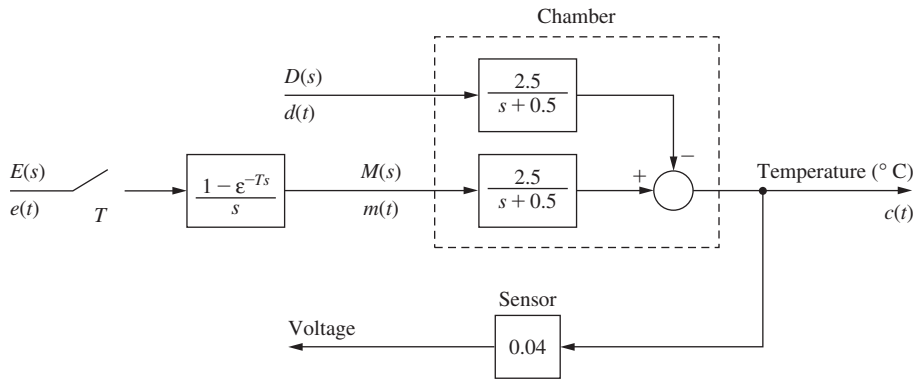 Chamber
D(s)
d(t)
2.5
s + 0.5
−
E(s)
e(t)
T
1 − ε^{−Ts}
s
M(s)
m(t)
2.5
s + 0.5
+
Temperature (° C)
c(t)
Sensor
Voltage
0.04